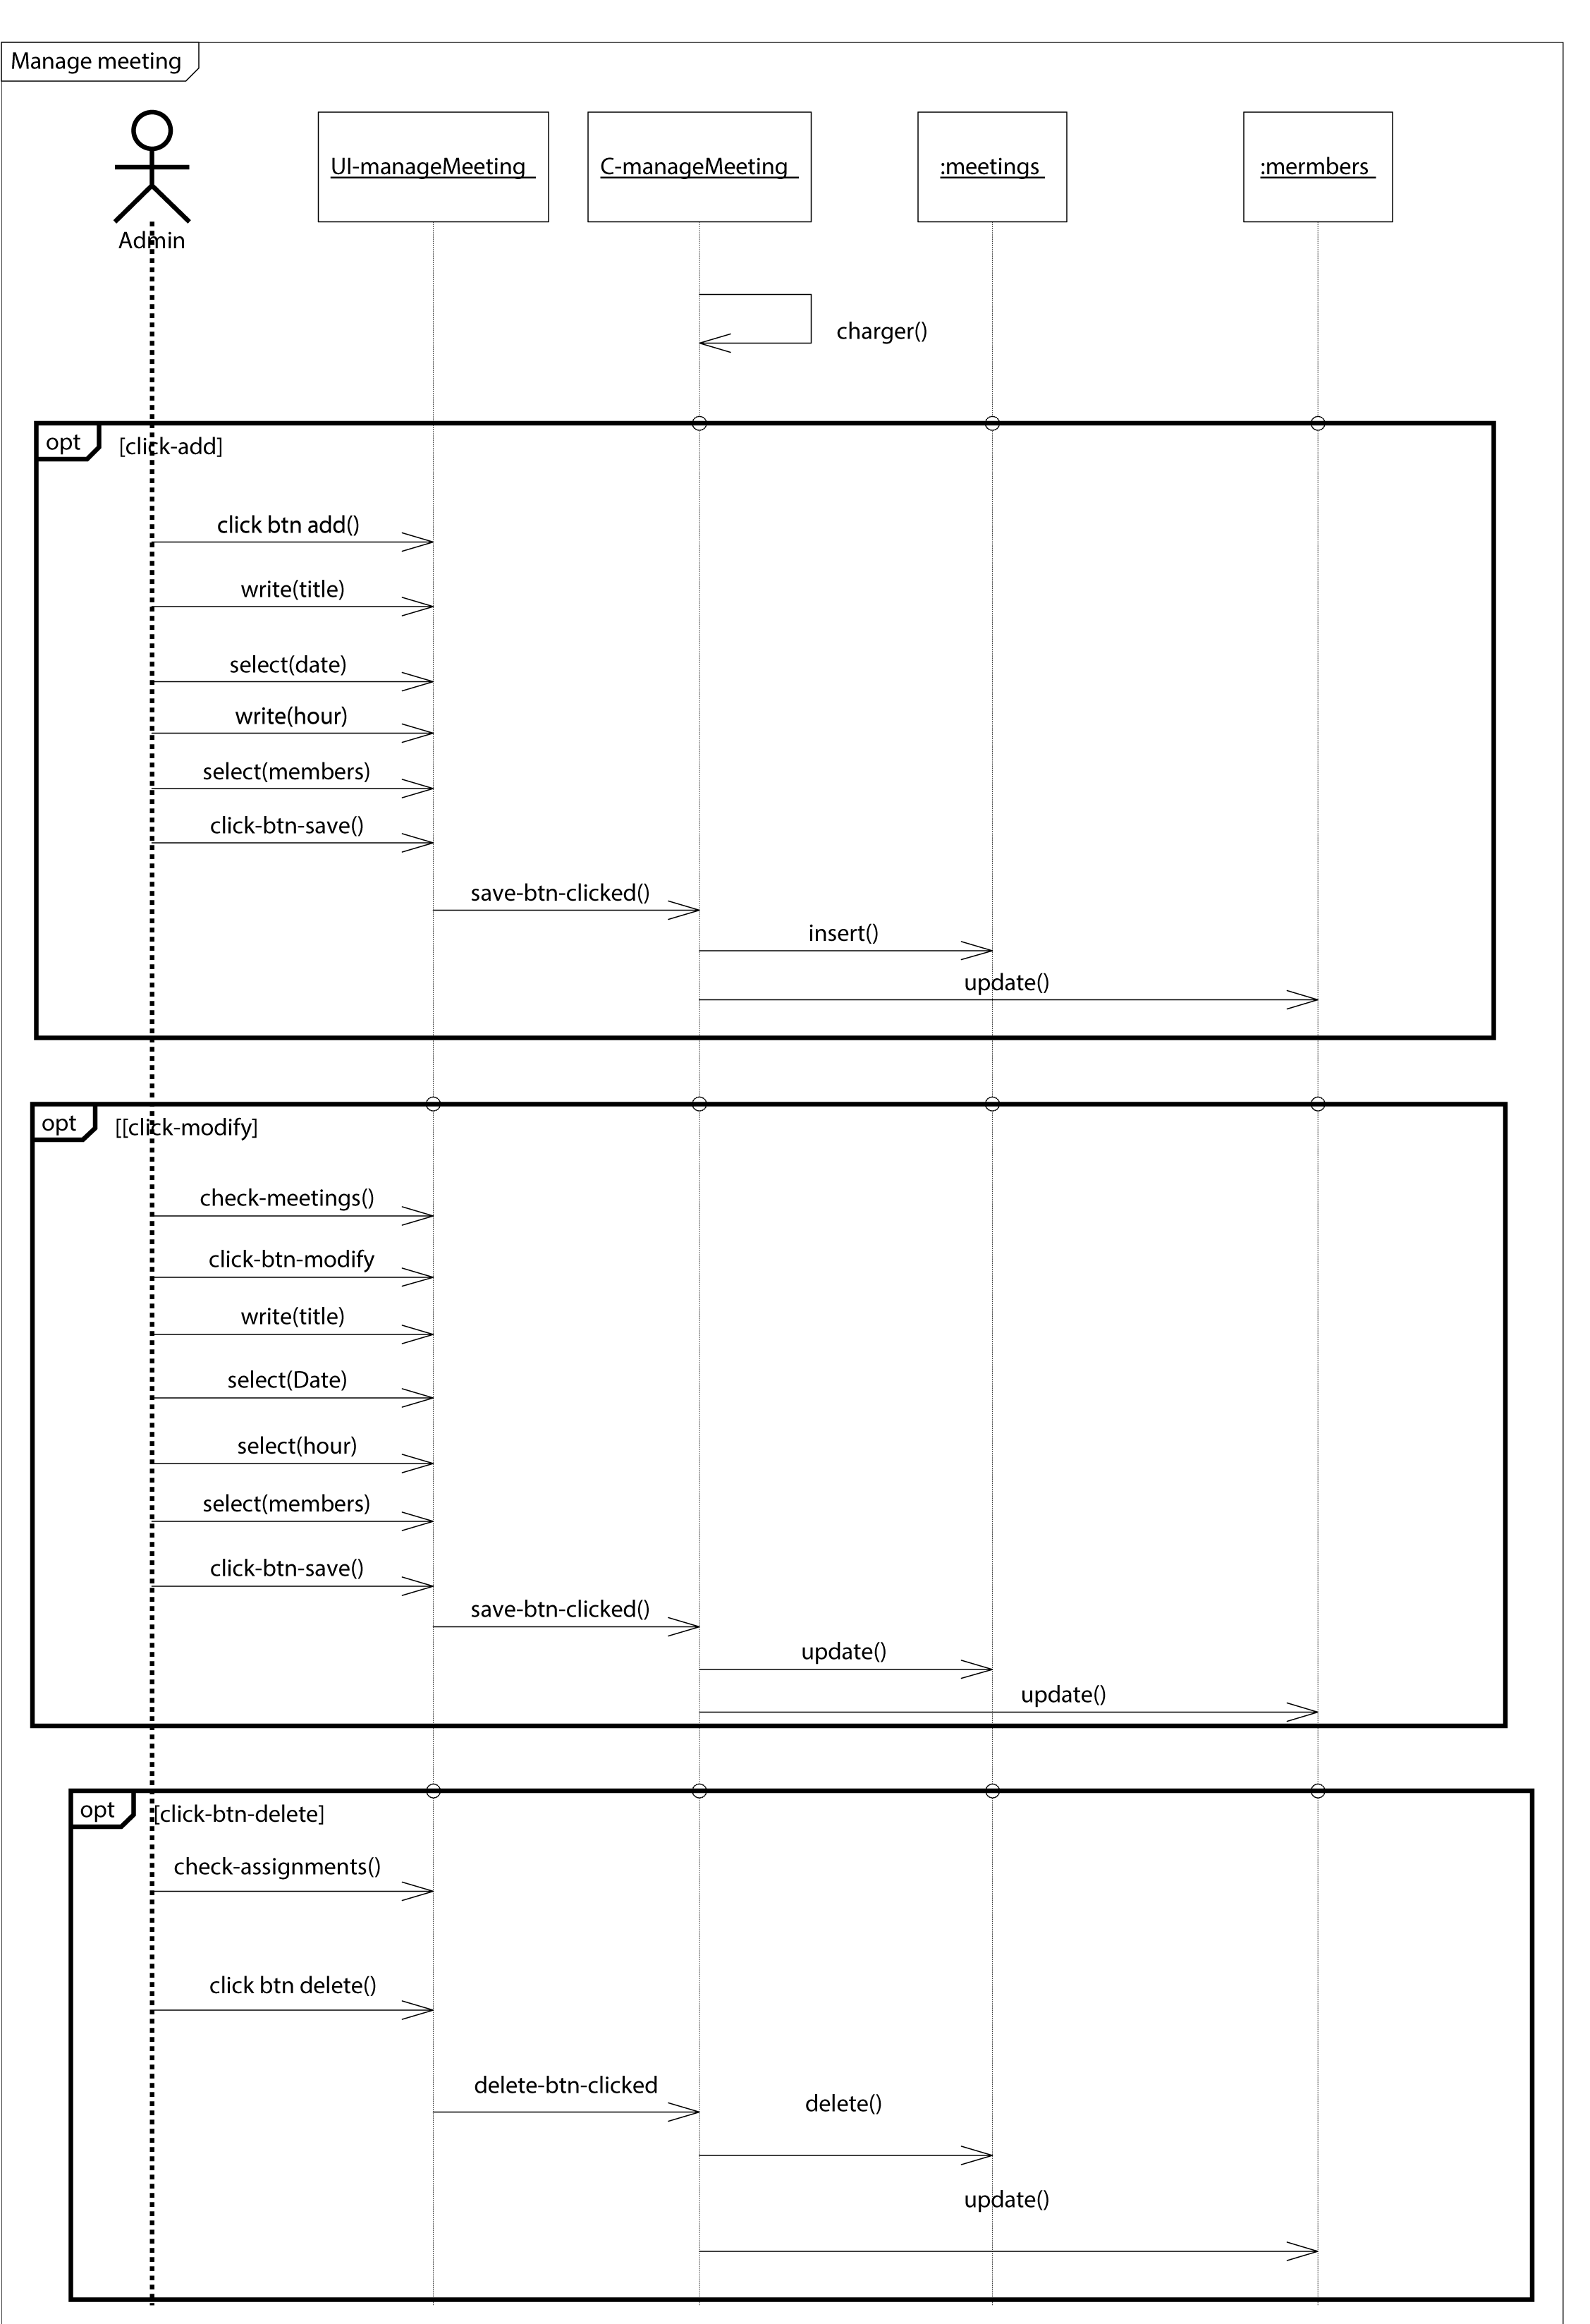 Manage meeting
UI-manageMeeting
C-manageMeeting
:meetings
:mermbers
Admin
charger()
opt
[click-add]
click btn add()
write(title)
select(date)
write(hour)
select(members)
click-btn-save()
save-btn-clicked()
insert()
update()
opt
[[click-modify]
check-meetings()
click-btn-modify
write(title)
select(Date)
select(hour)
select(members)
click-btn-save()
save-btn-clicked()
update()
update()
opt
[click-btn-delete]
check-assignments()
click btn delete()
delete-btn-clicked
delete()
update()